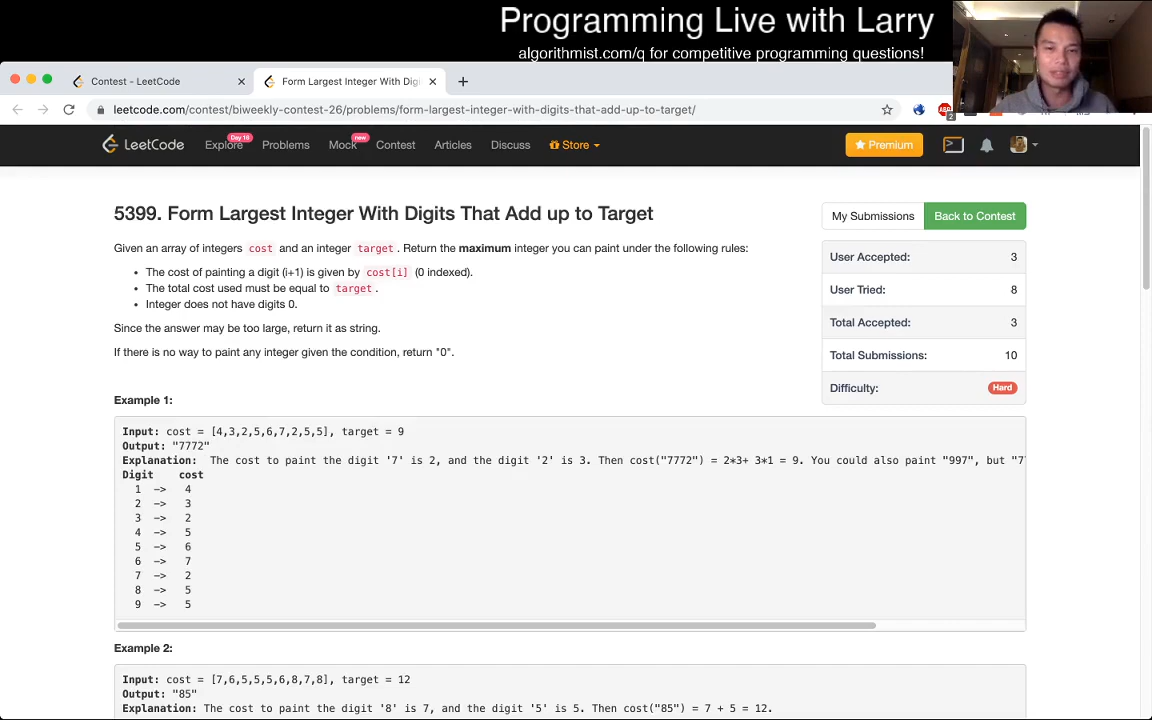 Programming Live with Larry
algorithmist.com/q for competitive programming questions!
Contest - LeetCode
Form Largest Integer With Dig
leetcode.com/contest/biweekly-contest-26/problems/form-largest-integer-with-digits-that-add-up-to-target/
ABP
2
LeetCode
Explore
Day 16
Problems
Mock
new
Contest
Articles
Discuss
Store
Premium
5399. Form Largest Integer With Digits That Add up to Target
My Submissions
Back to Contest
Given an array of integers cost and an integer target. Return the maximum integer you can paint under the following rules:
• The cost of painting a digit (i+1) is given by cost[i] (0 indexed).
• The total cost used must be equal to target.
• Integer does not have digits 0.
Since the answer may be too large, return it as string.
If there is no way to paint any integer given the condition, return "0".
User Accepted: 3
User Tried: 8
Total Accepted: 3
Total Submissions: 10
Difficulty: Hard
Example 1:
Input: cost = [4,3,2,5,6,7,2,5,5], target = 9
Output: "7772"
Explanation: The cost to paint the digit '7' is 2, and the digit '2' is 3. Then cost("7772") = 2*3+ 3*1 = 9. You could also paint "997", but "7
Digit cost
1 -> 4
2 -> 3
3 -> 2
4 -> 5
5 -> 6
6 -> 7
7 -> 2
8 -> 5
9 -> 5
Example 2:
Input: cost = [7,6,5,5,5,6,8,7,8], target = 12
Output: "85"
Explanation: The cost to paint the digit '8' is 7, and the digit '5' is 5. Then cost("85") = 7 + 5 = 12.